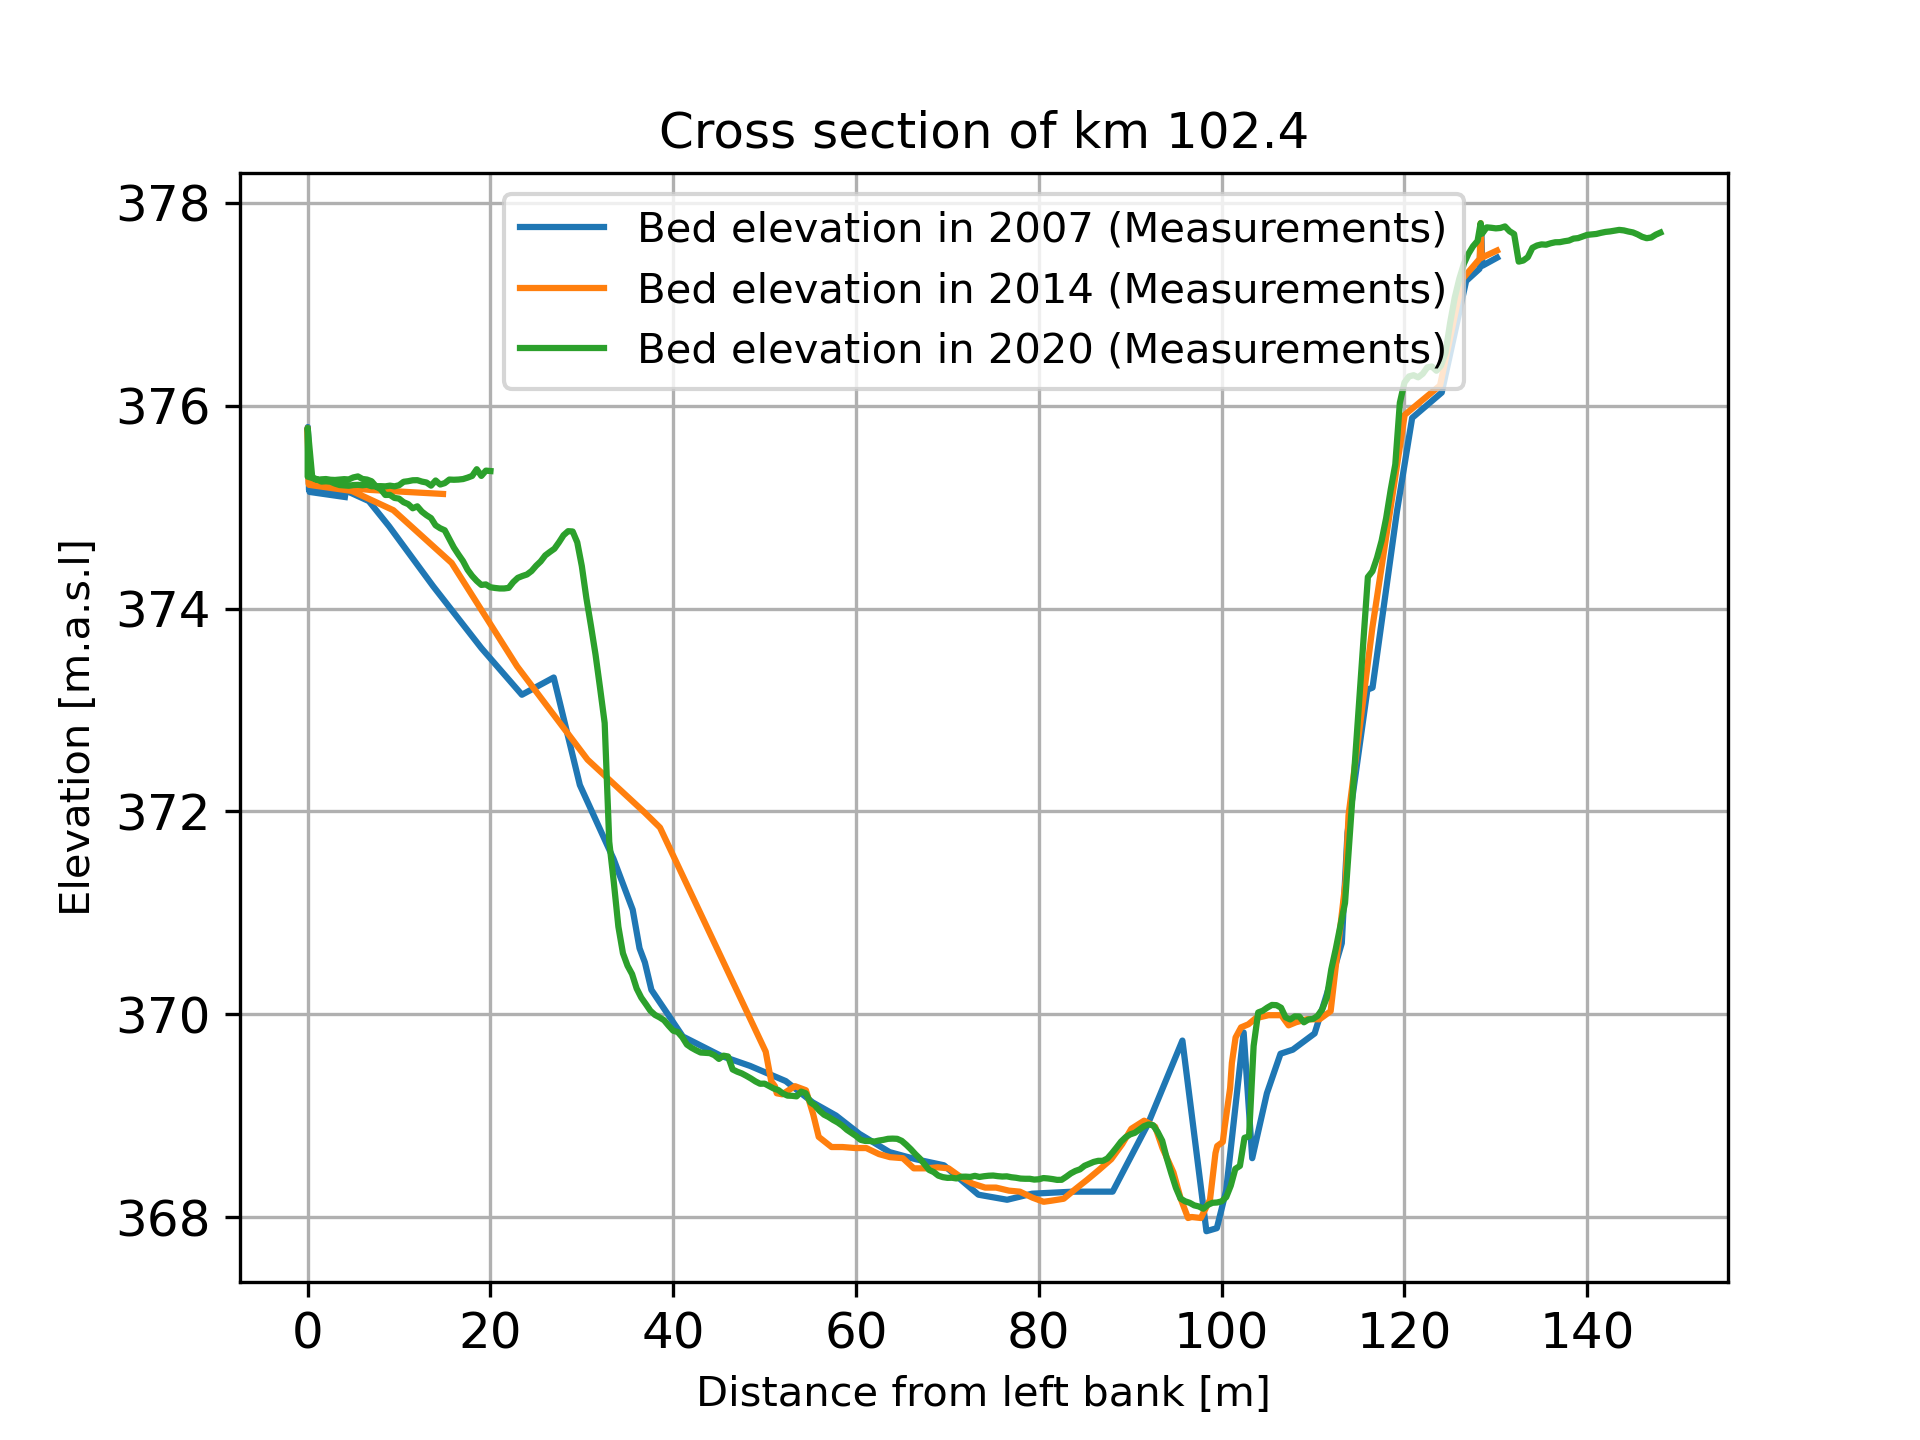 Cross section of km 102.4
Bed elevation in 2007 (Measurements)
Bed elevation in 2014 (Measurements)
Bed elevation in 2020 (Measurements)
Elevation [m.a.s.l]
378
376
374
372
370
368
0 20 40 60 80 100 120 140
Distance from left bank [m]